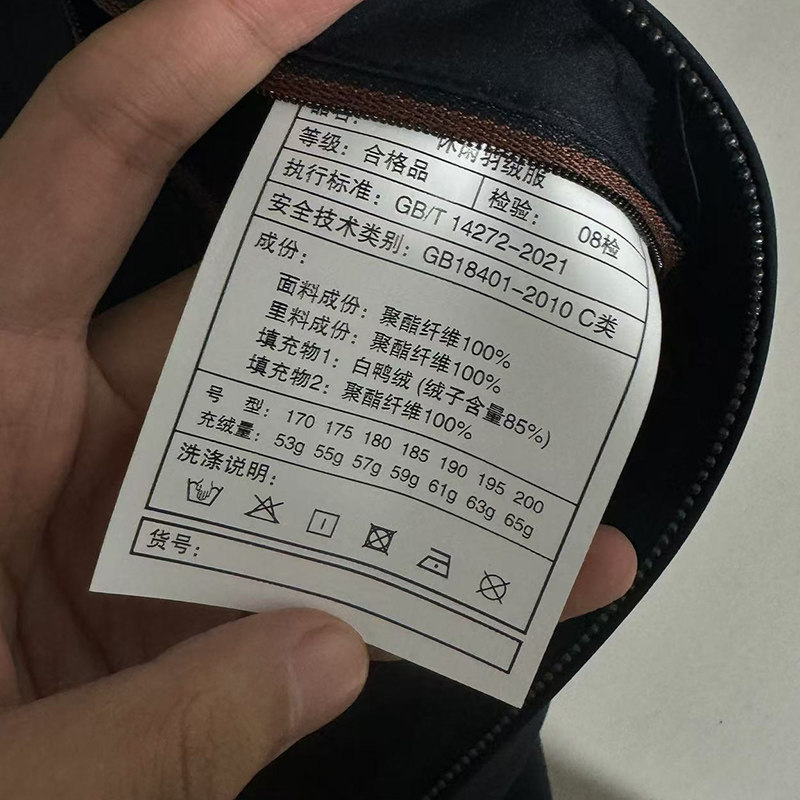 品名： 休闲羽绒服
等级：合格品 检验： 08检
执行标准：GB/T 14272-2021
安全技术类别：GB18401-2010 C类
成份：
面料成份：聚酯纤维100%
里料成份：聚酯纤维100%
填充物1：白鸭绒 (绒子含量85%)
填充物2：聚酯纤维100%
号 型：170 175 180 185 190 195 200
充绒量：53g 55g 57g 59g 61g 63g 65g
洗涤说明：
货号：